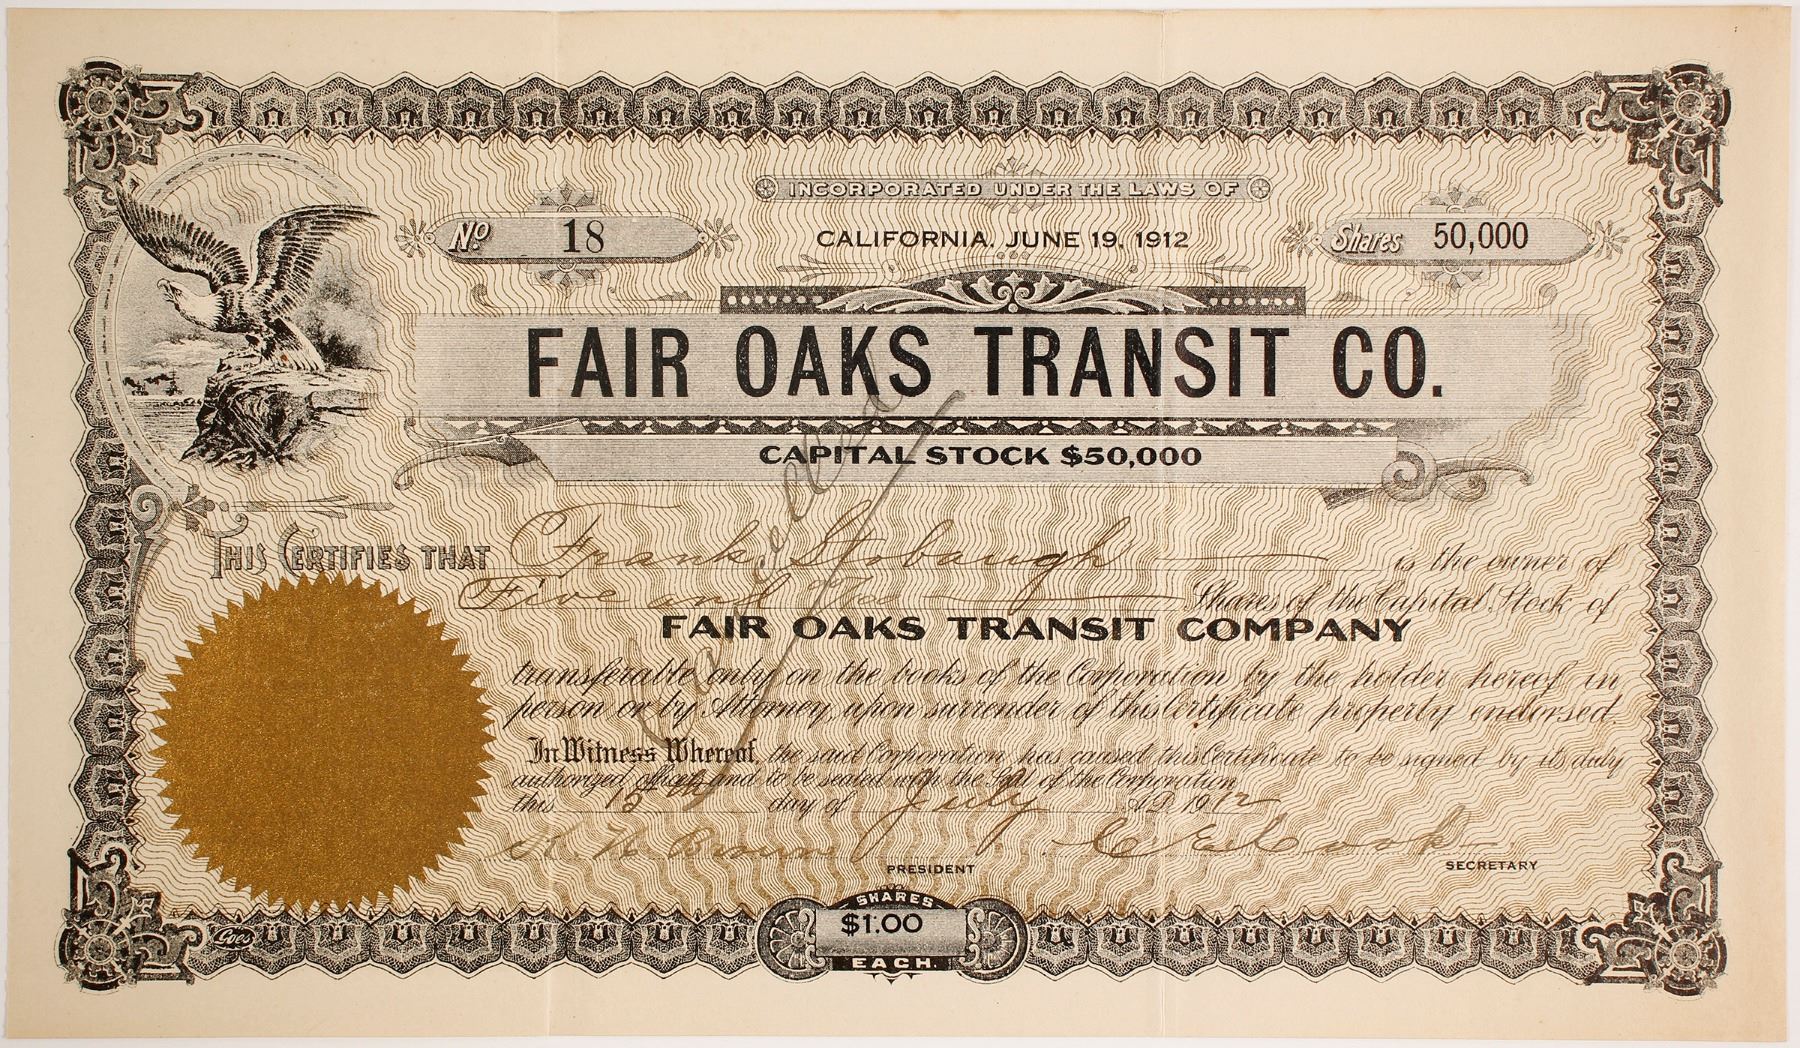 INCORPORATED UNDER THE LAWS OF
No. 18
CALIFORNIA, JUNE 19, 1912
Shares 50,000
FAIR OAKS TRANSIT CO.
CAPITAL STOCK $50,000
Cancelled
THIS CERTIFIES THAT Frank Strbaugh is the owner of
Five and Shares of the Capital Stock of
FAIR OAKS TRANSIT COMPANY
transferable only on the books of the Corporation by the holder hereof in
person or by Attorney, upon surrender of this Certificate properly endorsed.
In Witness Whereof, the said Corporation has caused this Certificate to be signed by its duly
authorized officers and to be sealed with the Seal of the Corporation
this day of July A.D. 1912
PRESIDENT
SECRETARY
Goes
SHARES
$1.00
EACH.